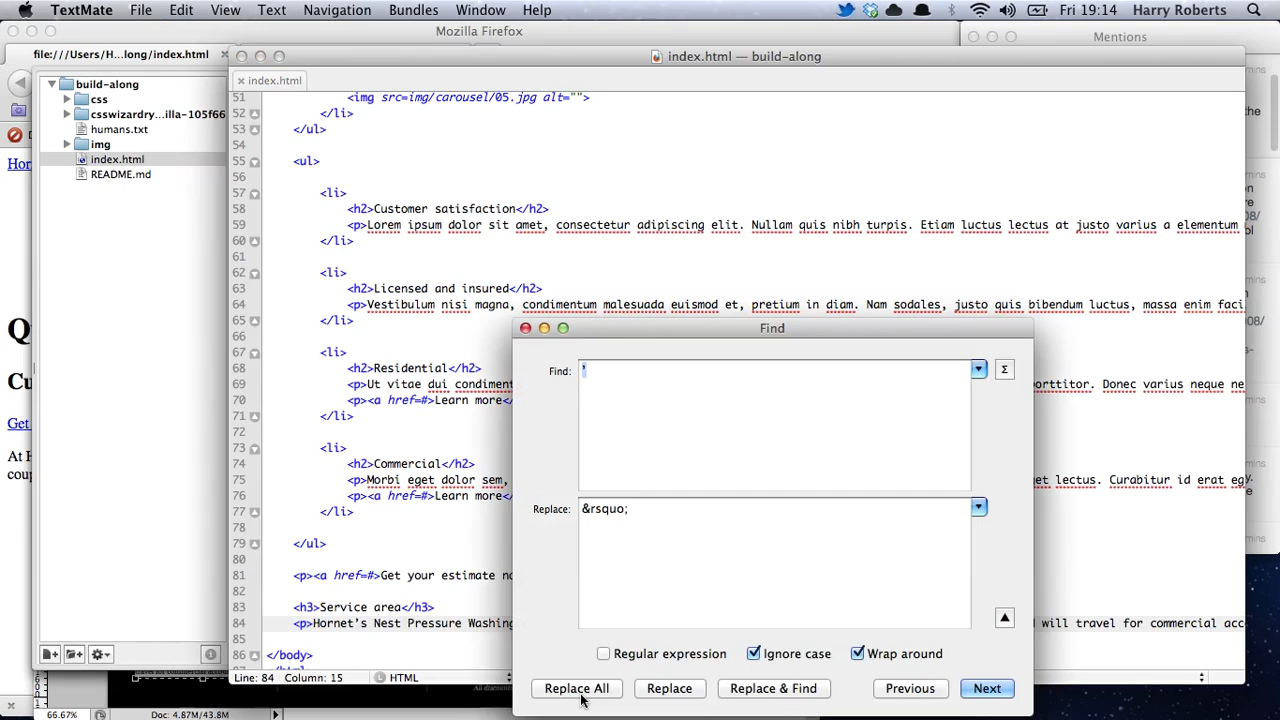 TextMate File Edit View Text Navigation Bundles Window Help Fri 19:14 Harry Roberts
Mozilla Firefox
Mentions
file:///Users/H...long/index.html
index.html — build-along
build-along
css
csswizardry...illa-105f66
humans.txt
img
index.html
README.md
index.html
51 <img src=img/carousel/05.jpg alt="">
52 </li>
53 </ul>
54
55 <ul>
56
57 <li>
58 <h2>Customer satisfaction</h2>
59 <p>Lorem ipsum dolor sit amet, consectetur adipiscing elit. Nullam quis nibh turpis. Etiam luctus lectus at justo varius a elementum
60 </li>
61
62 <li>
63 <h2>Licensed and insured</h2>
64 <p>Vestibulum nisi magna, condimentum malesuada euismod et, pretium in diam. Nam sodales, justo quis bibendum luctus, massa enim faci
65 </li>
66
67 <li>
68 <h2>Residential</h2>
69 <p>Ut vitae dui condiment porttitor. Donec varius neque ne
70 <p><a href=#>Learn more</
71 </li>
72
73 <li>
74 <h2>Commercial</h2>
75 <p>Morbi eget dolor sem, get lectus. Curabitur id erat eg
76 <p><a href=#>Learn more</
77 </li>
78
79 </ul>
80
81 <p><a href=#>Get your estimate no
82
83 <h3>Service area</h3>
84 <p>Hornet’s Nest Pressure Washing will travel for commercial acc
85
86 </body>
87 </html>
Line: 84 Column: 15 HTML
Find
Find: ’
Σ
Replace: &rsquo;
Regular expression Ignore case Wrap around
Replace All Replace Replace & Find Previous Next
Hor
Q
Cu
Get
At H
coup
66.67% Doc: 4.87M/43.8M